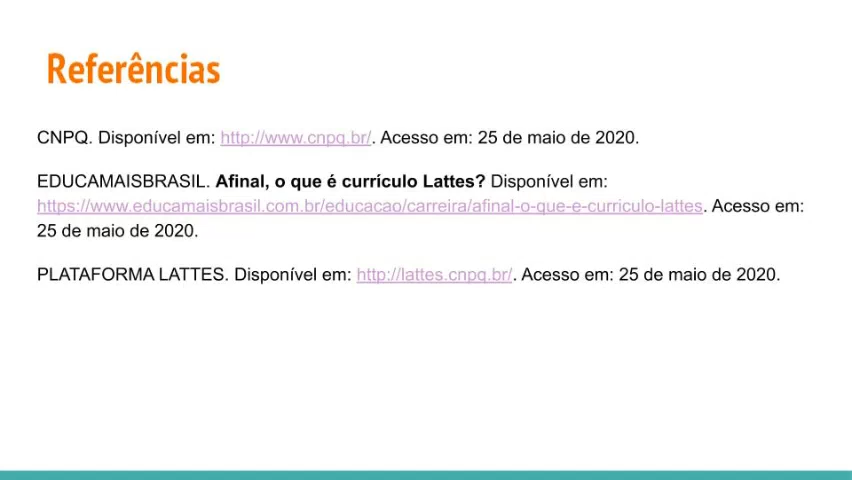 Referências
CNPQ. Disponível em: http://www.cnpq.br/. Acesso em: 25 de maio de 2020.
EDUCAMAISBRASIL. Afinal, o que é currículo Lattes? Disponível em:
https://www.educamaisbrasil.com.br/educacao/carreira/afinal-o-que-e-curriculo-lattes. Acesso em:
25 de maio de 2020.
PLATAFORMA LATTES. Disponível em: http://lattes.cnpq.br/. Acesso em: 25 de maio de 2020.